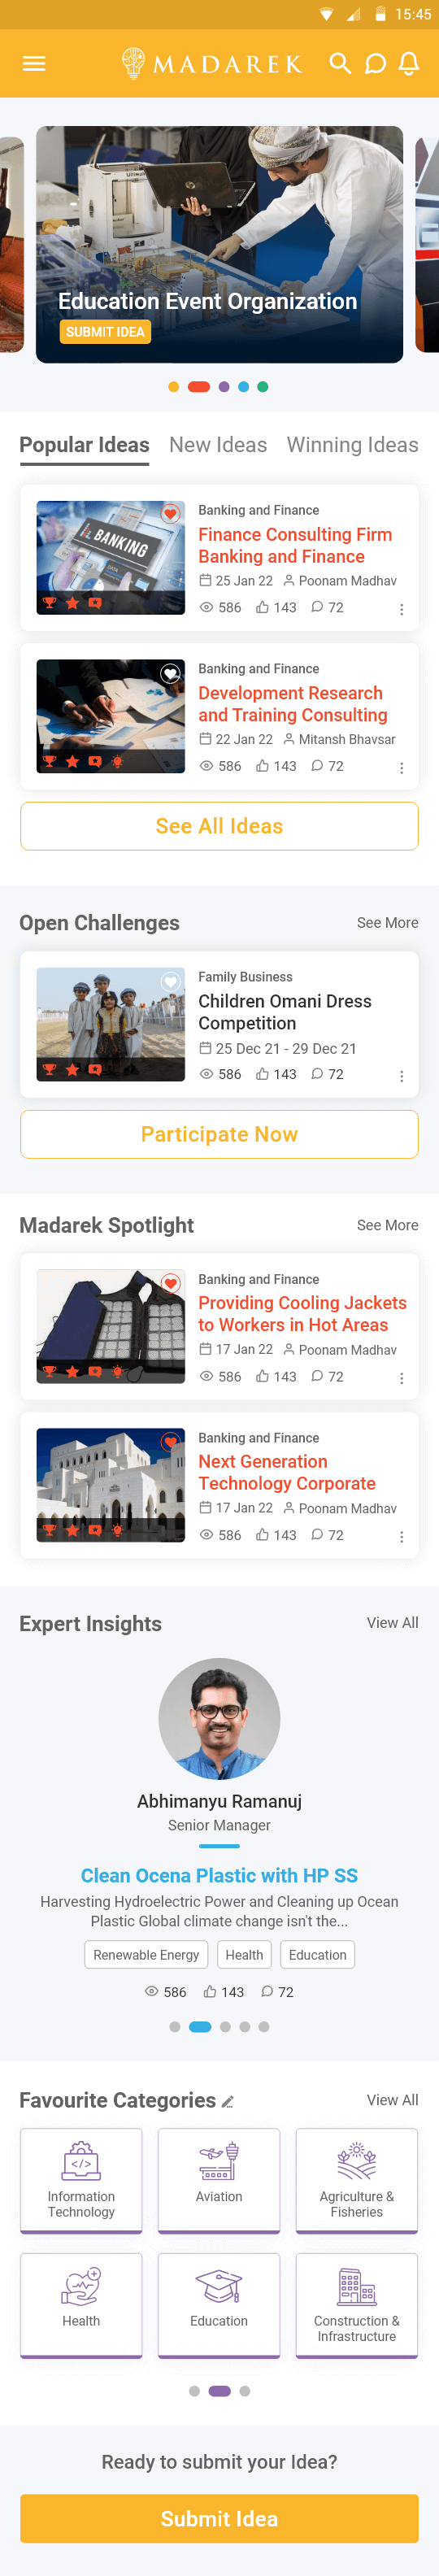 15:45
MADAREK
Education Event Organization
SUBMIT IDEA
Popular Ideas New Ideas Winning Ideas
BANKING
Banking and Finance
Finance Consulting Firm
Banking and Finance
25 Jan 22 Poonam Madhav
586 143 72
Banking and Finance
Development Research
and Training Consulting
22 Jan 22 Mitansh Bhavsar
586 143 72
See All Ideas
Open Challenges See More
Family Business
Children Omani Dress
Competition
25 Dec 21 - 29 Dec 21
586 143 72
Participate Now
Madarek Spotlight See More
Banking and Finance
Providing Cooling Jackets
to Workers in Hot Areas
17 Jan 22 Poonam Madhav
586 143 72
Banking and Finance
Next Generation
Technology Corporate
17 Jan 22 Poonam Madhav
586 143 72
Expert Insights View All
Abhimanyu Ramanuj
Senior Manager
Clean Ocena Plastic with HP SS
Harvesting Hydroelectric Power and Cleaning up Ocean
Plastic Global climate change isn't the...
Renewable Energy Health Education
586 143 72
Favourite Categories View All
Information
Technology
Aviation
Agriculture &
Fisheries
Health
Education
Construction &
Infrastructure
Ready to submit your Idea?
Submit Idea